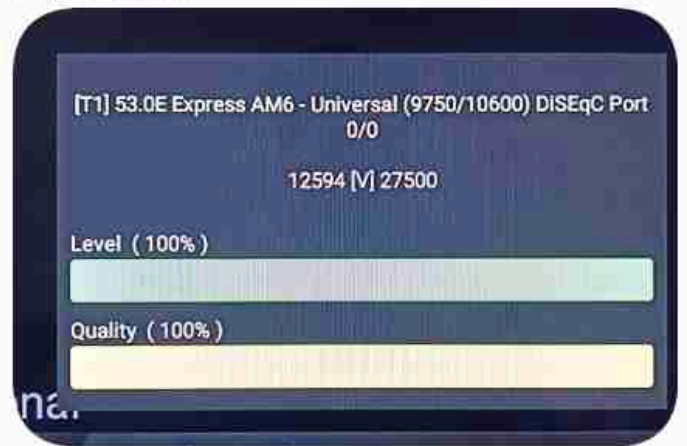 [T1] 53.0E Express AM6 - Universal (9750/10600) DiSEqC Port
0/0
12594 [V] 27500
Level ( 100% )
Quality ( 100% )